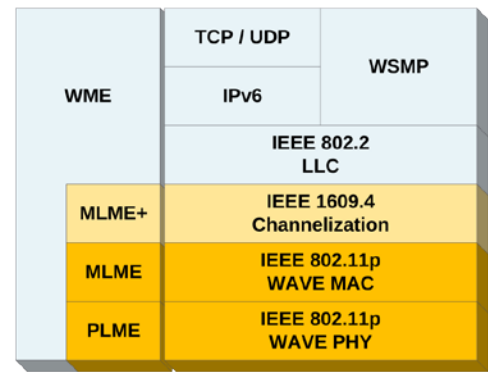 TCP / UDP
WSMP
WME
IPv6
IEEE 802.2
LLC
MLME+
IEEE 1609.4
Channelization
MLME
IEEE 802.11p
WAVE MAC
PLME
IEEE 802.11p
WAVE PHY